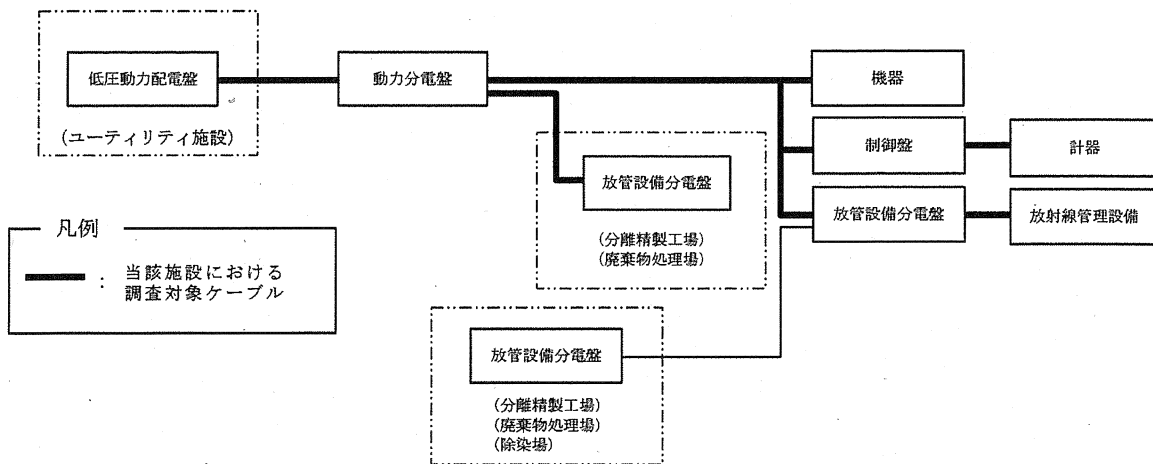 低圧動力配電盤
(ユーティリティ施設)
動力分電盤
機器
制御盤
計器
放管設備分電盤
放射線管理設備
放管設備分電盤
(分離精製工場)
(廃棄物処理場)
凡例
:当該施設における
調査対象ケーブル
放管設備分電盤
(分離精製工場)
(廃棄物処理場)
(除染場)